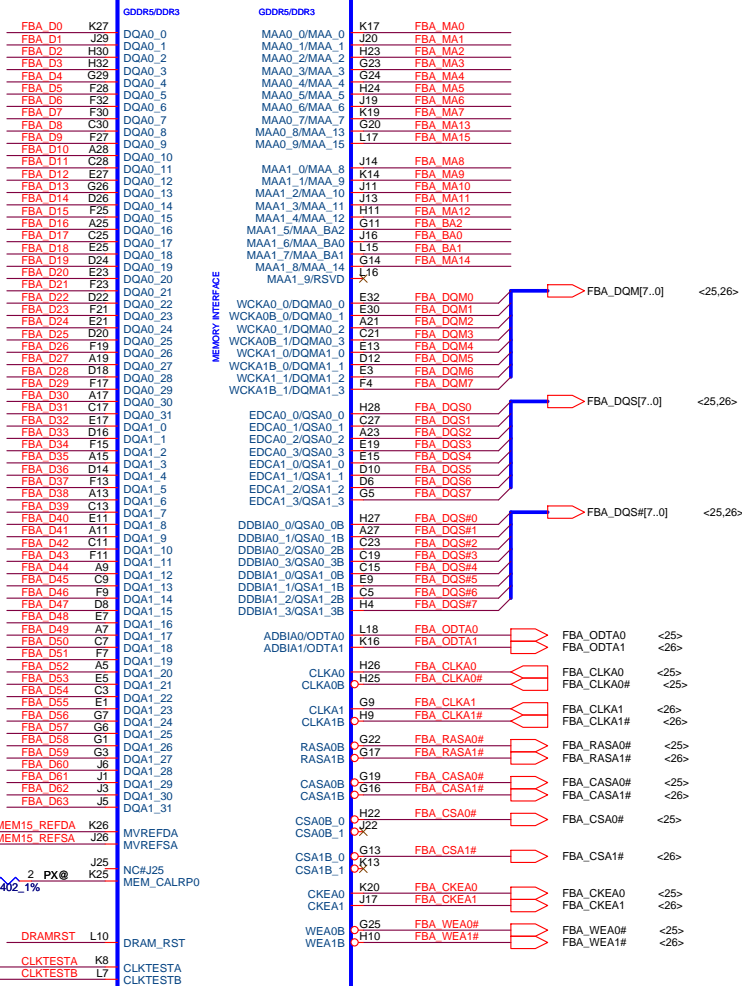 GDDR5/DDR3
FBA_D0 K27 DQA0_0
FBA_D1 J29 DQA0_1
FBA_D2 H30 DQA0_2
FBA_D3 H32 DQA0_3
FBA_D4 G29 DQA0_4
FBA_D5 F28 DQA0_5
FBA_D6 F32 DQA0_6
FBA_D7 F30 DQA0_7
FBA_D8 C30 DQA0_8
FBA_D9 F27 DQA0_9
FBA_D10 A28 DQA0_10
FBA_D11 C28 DQA0_11
FBA_D12 E27 DQA0_12
FBA_D13 G26 DQA0_13
FBA_D14 D26 DQA0_14
FBA_D15 F25 DQA0_15
FBA_D16 A25 DQA0_16
FBA_D17 C25 DQA0_17
FBA_D18 E25 DQA0_18
FBA_D19 D24 DQA0_19
FBA_D20 E23 DQA0_20
FBA_D21 F23 DQA0_21
FBA_D22 D22 DQA0_22
FBA_D23 F21 DQA0_23
FBA_D24 E21 DQA0_24
FBA_D25 D20 DQA0_25
FBA_D26 F19 DQA0_26
FBA_D27 A19 DQA0_27
FBA_D28 D18 DQA0_28
FBA_D29 F17 DQA0_29
FBA_D30 A17 DQA0_30
FBA_D31 C17 DQA0_31
FBA_D32 E17 DQA1_0
FBA_D33 D16 DQA1_1
FBA_D34 F15 DQA1_2
FBA_D35 A15 DQA1_3
FBA_D36 D14 DQA1_4
FBA_D37 F13 DQA1_5
FBA_D38 A13 DQA1_6
FBA_D39 C13 DQA1_7
FBA_D40 E11 DQA1_8
FBA_D41 A11 DQA1_9
FBA_D42 C11 DQA1_10
FBA_D43 F11 DQA1_11
FBA_D44 A9 DQA1_12
FBA_D45 C9 DQA1_13
FBA_D46 F9 DQA1_14
FBA_D47 D8 DQA1_15
FBA_D48 E7 DQA1_16
FBA_D49 A7 DQA1_17
FBA_D50 C7 DQA1_18
FBA_D51 F7 DQA1_19
FBA_D52 A5 DQA1_20
FBA_D53 E5 DQA1_21
FBA_D54 C3 DQA1_22
FBA_D55 E1 DQA1_23
FBA_D56 G7 DQA1_24
FBA_D57 G6 DQA1_25
FBA_D58 G1 DQA1_26
FBA_D59 G3 DQA1_27
FBA_D60 J6 DQA1_28
FBA_D61 J1 DQA1_29
FBA_D62 J3 DQA1_30
FBA_D63 J5 DQA1_31
MEM15_REFDA K26 MVREFDA
MEM15_REFSA J26 MVREFSA
J25 NC#J25
2 PX@ K25 MEM_CALRP0
402_1%
DRAMRST L10 DRAM_RST
CLKTESTA K8 CLKTESTA
CLKTESTB L7 CLKTESTB
MEMORY INTERFACE
GDDR5/DDR3
MAA0_0/MAA_0 K17 FBA_MA0
MAA0_1/MAA_1 J20 FBA_MA1
MAA0_2/MAA_2 H23 FBA_MA2
MAA0_3/MAA_3 G23 FBA_MA3
MAA0_4/MAA_4 G24 FBA_MA4
MAA0_5/MAA_5 H24 FBA_MA5
MAA0_6/MAA_6 J19 FBA_MA6
MAA0_7/MAA_7 K19 FBA_MA7
MAA0_8/MAA_13 G20 FBA_MA13
MAA0_9/MAA_15 L17 FBA_MA15
MAA1_0/MAA_8 J14 FBA_MA8
MAA1_1/MAA_9 K14 FBA_MA9
MAA1_2/MAA_10 J11 FBA_MA10
MAA1_3/MAA_11 J13 FBA_MA11
MAA1_4/MAA_12 H11 FBA_MA12
MAA1_5/MAA_BA2 G11 FBA_BA2
MAA1_6/MAA_BA0 J16 FBA_BA0
MAA1_7/MAA_BA1 L15 FBA_BA1
MAA1_8/MAA_14 G14 FBA_MA14
MAA1_9/RSVD L16
FBA_DQM[7..0] <25,26>
WCKA0_0/DQMA0_0 E32 FBA_DQM0
WCKA0B_0/DQMA0_1 E30 FBA_DQM1
WCKA0_1/DQMA0_2 A21 FBA_DQM2
WCKA0B_1/DQMA0_3 C21 FBA_DQM3
WCKA1_0/DQMA1_0 E13 FBA_DQM4
WCKA1B_0/DQMA1_1 D12 FBA_DQM5
WCKA1_1/DQMA1_2 E3 FBA_DQM6
WCKA1B_1/DQMA1_3 F4 FBA_DQM7
FBA_DQS[7..0] <25,26>
EDCA0_0/QSA0_0 H28 FBA_DQS0
EDCA0_1/QSA0_1 C27 FBA_DQS1
EDCA0_2/QSA0_2 A23 FBA_DQS2
EDCA0_3/QSA0_3 E19 FBA_DQS3
EDCA1_0/QSA1_0 E15 FBA_DQS4
EDCA1_1/QSA1_1 D10 FBA_DQS5
EDCA1_2/QSA1_2 D6 FBA_DQS6
EDCA1_3/QSA1_3 G5 FBA_DQS7
FBA_DQS#[7..0] <25,26>
DDBIA0_0/QSA0_0B H27 FBA_DQS#0
DDBIA0_1/QSA0_1B A27 FBA_DQS#1
DDBIA0_2/QSA0_2B C23 FBA_DQS#2
DDBIA0_3/QSA0_3B C19 FBA_DQS#3
DDBIA1_0/QSA1_0B C15 FBA_DQS#4
DDBIA1_1/QSA1_1B E9 FBA_DQS#5
DDBIA1_2/QSA1_2B C5 FBA_DQS#6
DDBIA1_3/QSA1_3B H4 FBA_DQS#7
ADBIA0/ODTA0 L18 FBA_ODTA0 FBA_ODTA0 <25>
ADBIA1/ODTA1 K16 FBA_ODTA1 FBA_ODTA1 <26>
CLKA0 H26 FBA_CLKA0 FBA_CLKA0 <25>
CLKA0B H25 FBA_CLKA0# FBA_CLKA0# <25>
CLKA1 G9 FBA_CLKA1 FBA_CLKA1 <26>
CLKA1B H9 FBA_CLKA1# FBA_CLKA1# <26>
RASA0B G22 FBA_RASA0# FBA_RASA0# <25>
RASA1B G17 FBA_RASA1# FBA_RASA1# <26>
CASA0B G19 FBA_CASA0# FBA_CASA0# <25>
CASA1B G16 FBA_CASA1# FBA_CASA1# <26>
CSA0B_0 H22 FBA_CSA0# FBA_CSA0# <25>
CSA0B_1 J22
CSA1B_0 G13 FBA_CSA1# FBA_CSA1# <26>
CSA1B_1 K13
CKEA0 K20 FBA_CKEA0 FBA_CKEA0 <25>
CKEA1 J17 FBA_CKEA1 FBA_CKEA1 <26>
WEA0B G25 FBA_WEA0# FBA_WEA0# <25>
WEA1B H10 FBA_WEA1# FBA_WEA1# <26>